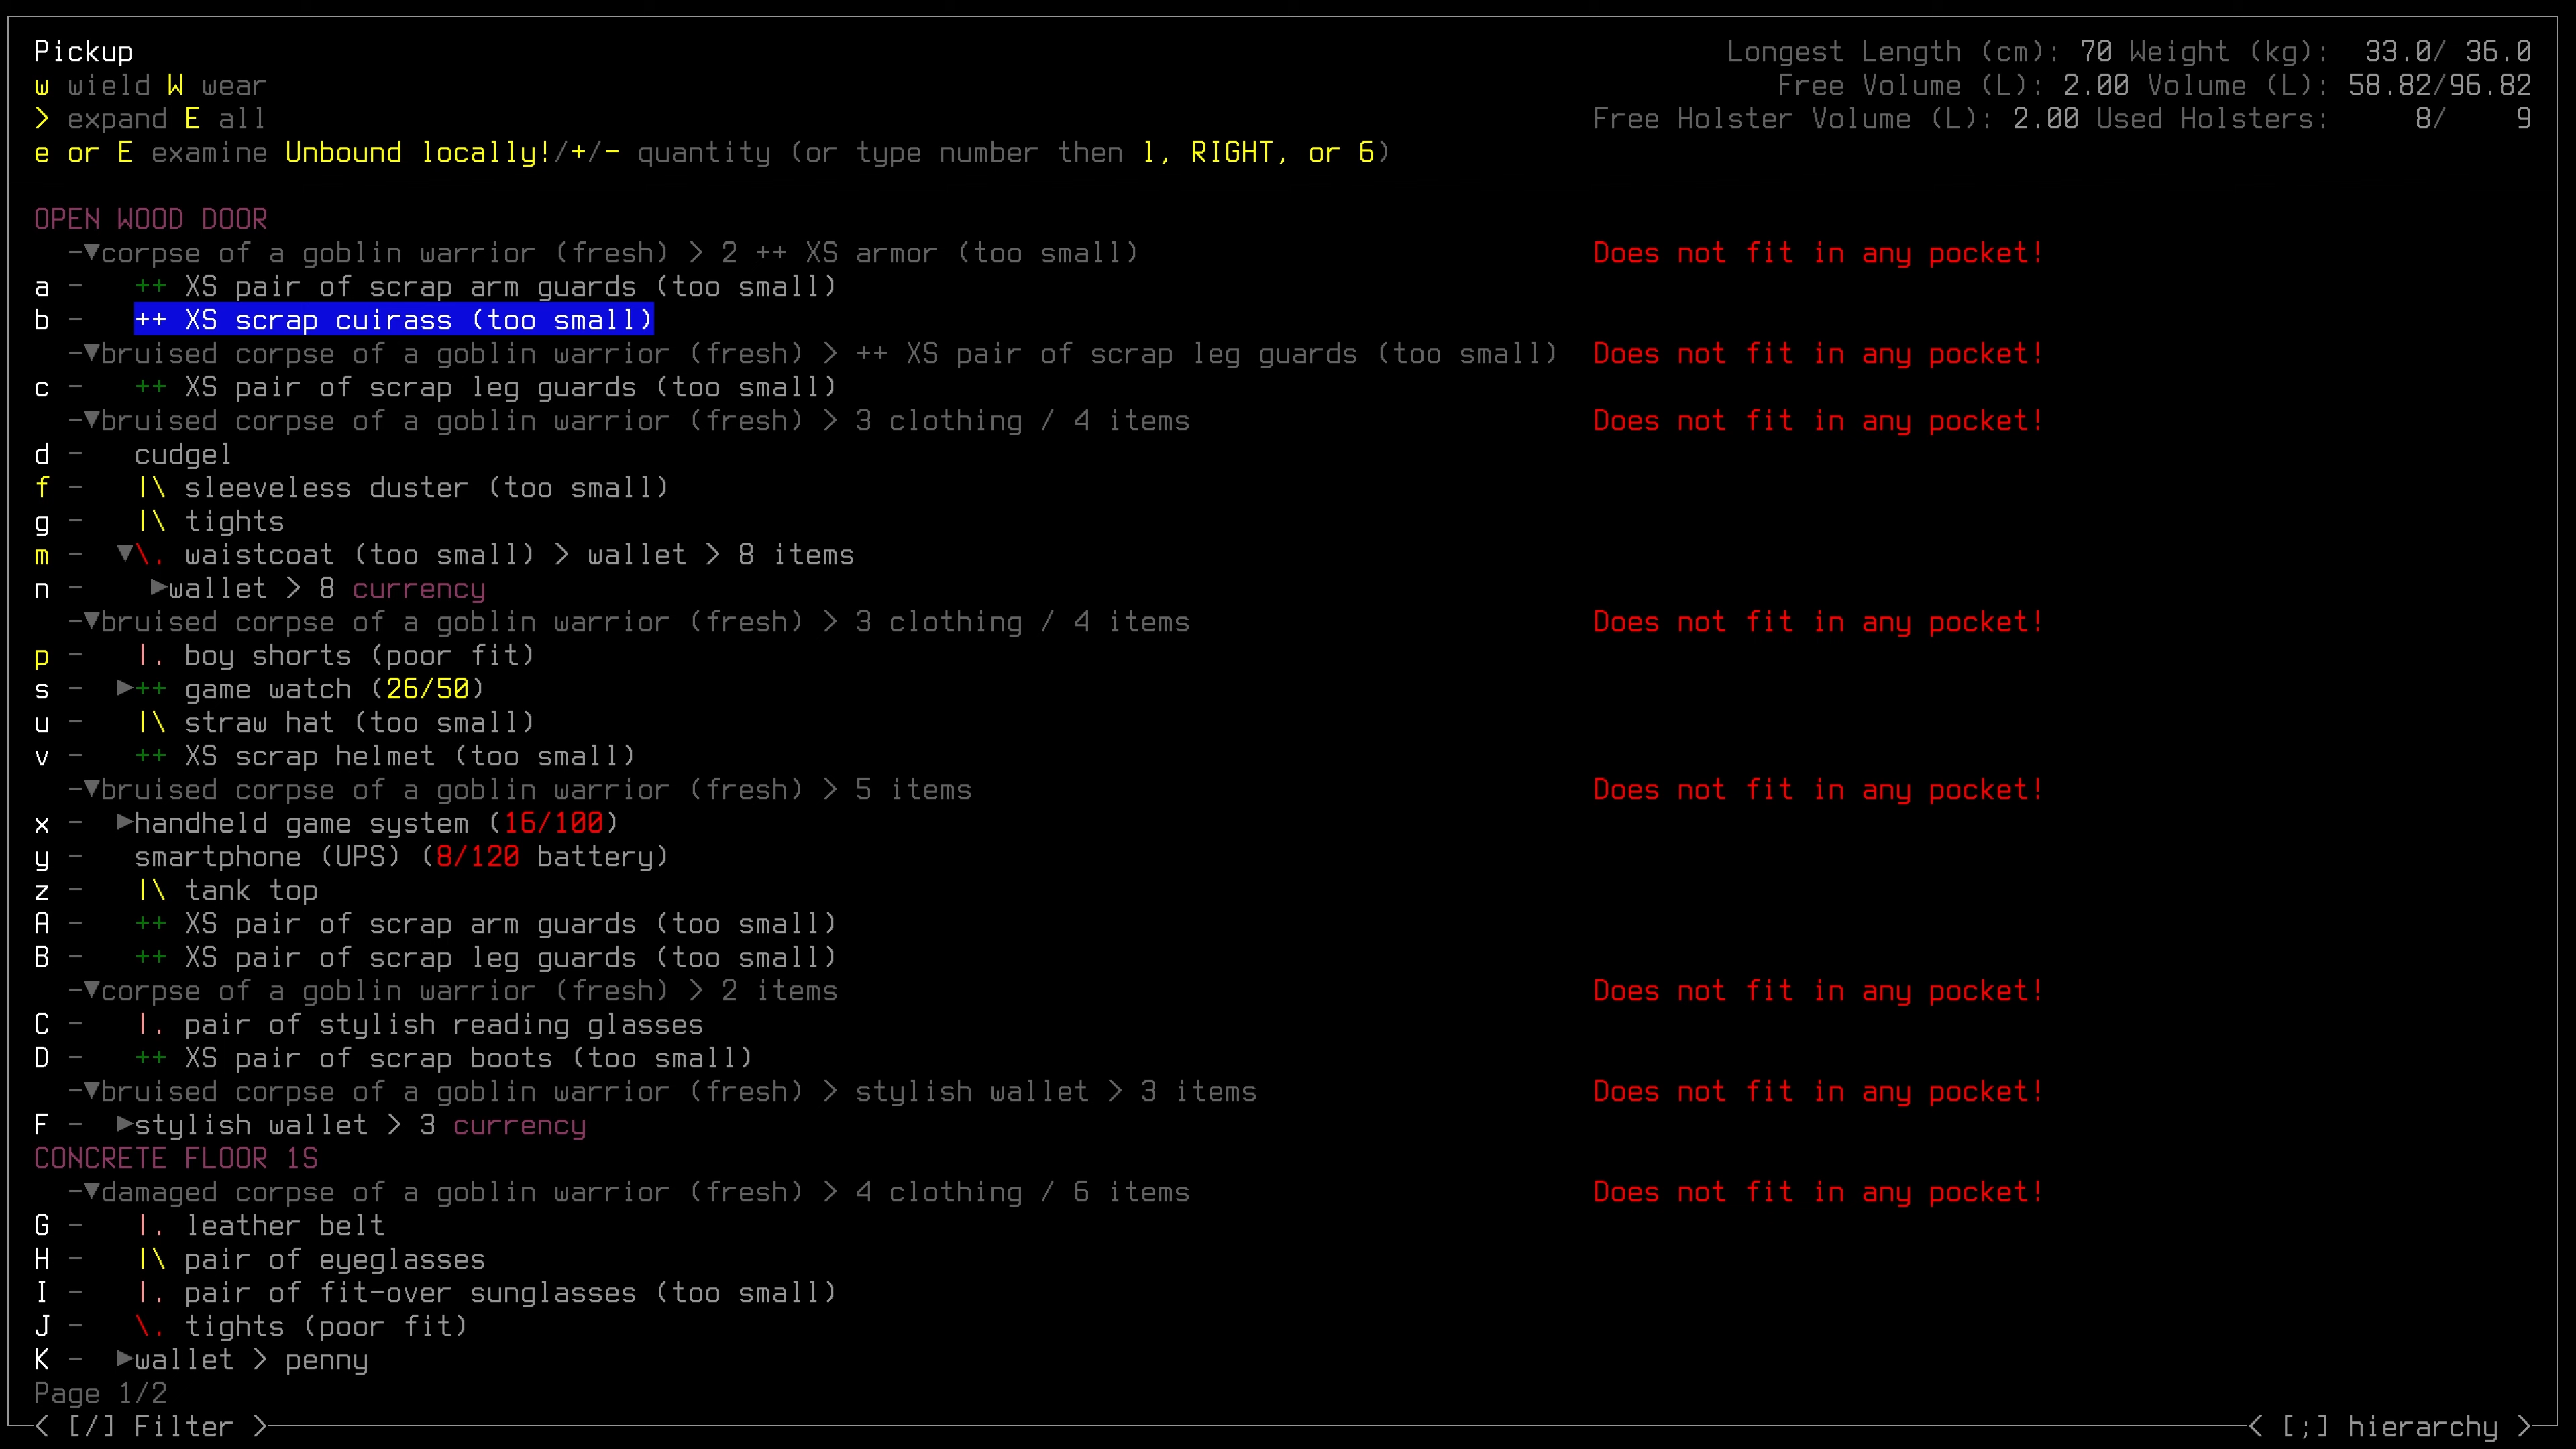 Pickup
Longest Length (cm): 70 Weight (kg): 33.0/ 36.0
w wield W wear
Free Volume (L): 2.00 Volume (L): 58.82/96.82
> expand E all
Free Holster Volume (L): 2.00 Used Holsters: 8/ 9
e or E examine Unbound locally!/+/- quantity (or type number then l, RIGHT, or 6)
OPEN WOOD DOOR
-▼corpse of a goblin warrior (fresh) > 2 ++ XS armor (too small) Does not fit in any pocket!
a - ++ XS pair of scrap arm guards (too small)
b - ++ XS scrap cuirass (too small)
-▼bruised corpse of a goblin warrior (fresh) > ++ XS pair of scrap leg guards (too small) Does not fit in any pocket!
c - ++ XS pair of scrap leg guards (too small)
-▼bruised corpse of a goblin warrior (fresh) > 3 clothing / 4 items Does not fit in any pocket!
d - cudgel
f - |\ sleeveless duster (too small)
g - |\ tights
m - ▼\. waistcoat (too small) > wallet > 8 items
n - ▶wallet > 8 currency
-▼bruised corpse of a goblin warrior (fresh) > 3 clothing / 4 items Does not fit in any pocket!
p - |. boy shorts (poor fit)
s - ▶++ game watch (26/50)
u - |\ straw hat (too small)
v - ++ XS scrap helmet (too small)
-▼bruised corpse of a goblin warrior (fresh) > 5 items Does not fit in any pocket!
x - ▶handheld game system (16/100)
y - smartphone (UPS) (8/120 battery)
z - |\ tank top
A - ++ XS pair of scrap arm guards (too small)
B - ++ XS pair of scrap leg guards (too small)
-▼corpse of a goblin warrior (fresh) > 2 items Does not fit in any pocket!
C - |. pair of stylish reading glasses
D - ++ XS pair of scrap boots (too small)
-▼bruised corpse of a goblin warrior (fresh) > stylish wallet > 3 items Does not fit in any pocket!
F - ▶stylish wallet > 3 currency
CONCRETE FLOOR 1S
-▼damaged corpse of a goblin warrior (fresh) > 4 clothing / 6 items Does not fit in any pocket!
G - |. leather belt
H - |\ pair of eyeglasses
I - |. pair of fit-over sunglasses (too small)
J - \. tights (poor fit)
K - ▶wallet > penny
Page 1/2
< [/] Filter >
< [;] hierarchy >